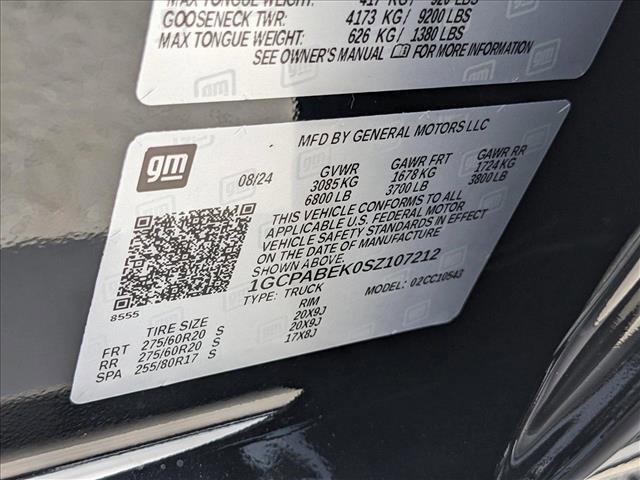 417 KG/ 920 LBS
GOOSENECK TWR: 4173 KG/ 9200 LBS
MAX TONGUE WEIGHT: 626 KG/ 1380 LBS
SEE OWNER'S MANUAL FOR MORE INFORMATION
MFD BY GENERAL MOTORS LLC
gm
08/24
GVWR GAWR FRT GAWR RR
3085KG 1678 KG 1724 KG
6800 LB 3700 LB 3800 LB
THIS VEHICLE CONFORMS TO ALL
APPLICABLE U.S. FEDERAL MOTOR
VEHICLE SAFETY STANDARDS IN EFFECT
ON THE DATE OF MANUFACTURE
SHOWN ABOVE.
1GCPABEK0SZ107212
TYPE: TRUCK MODEL: 02CC10543
8555
TIRE SIZE RIM
FRT 275/60R20 S 20X9J
RR 275/60R20 S 20X9J
SPA 255/80R17 S 17X8J